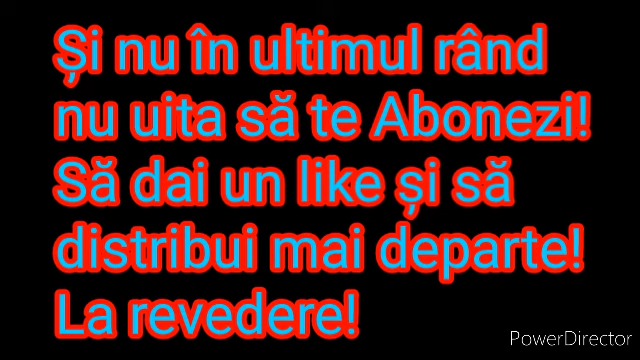 Și nu în ultimul rând
nu uita să te Abonezi!
Să dai un like și să
distribui mai departe!
La revedere!
PowerDirector